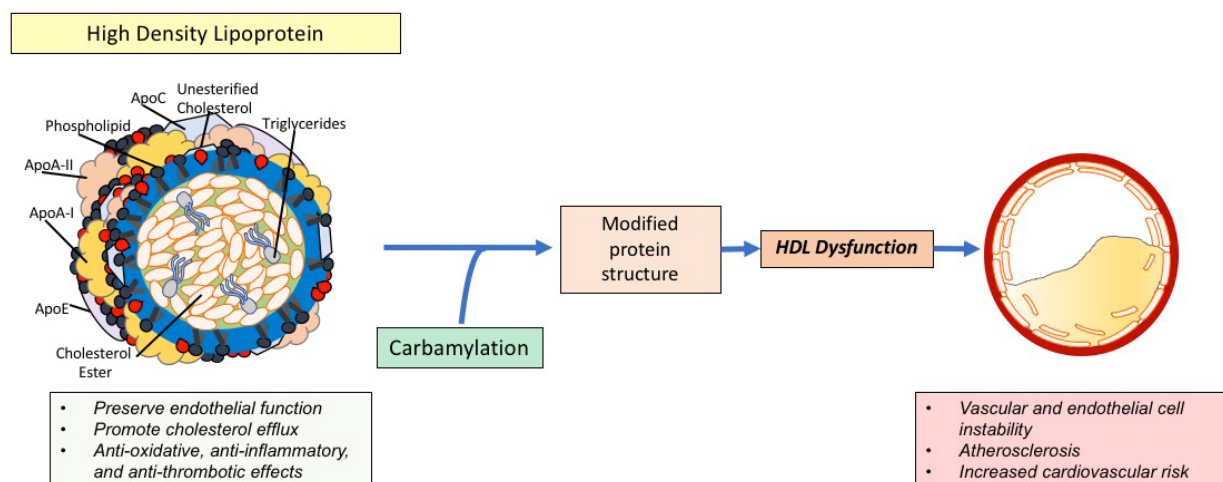 High Density Lipoprotein
Unesterified
Cholesterol
ApoC
Triglycerides
Phospholipid
ApoA-II
ApoA-I
ApoE
Cholesterol
Ester
Carbamylation
Modified
protein
structure
HDL Dysfunction
• Preserve endothelial function
• Promote cholesterol efflux
• Anti-oxidative, anti-inflammatory,
and anti-thrombotic effects
• Vascular and endothelial cell
instability
• Atherosclerosis
• Increased cardiovascular risk